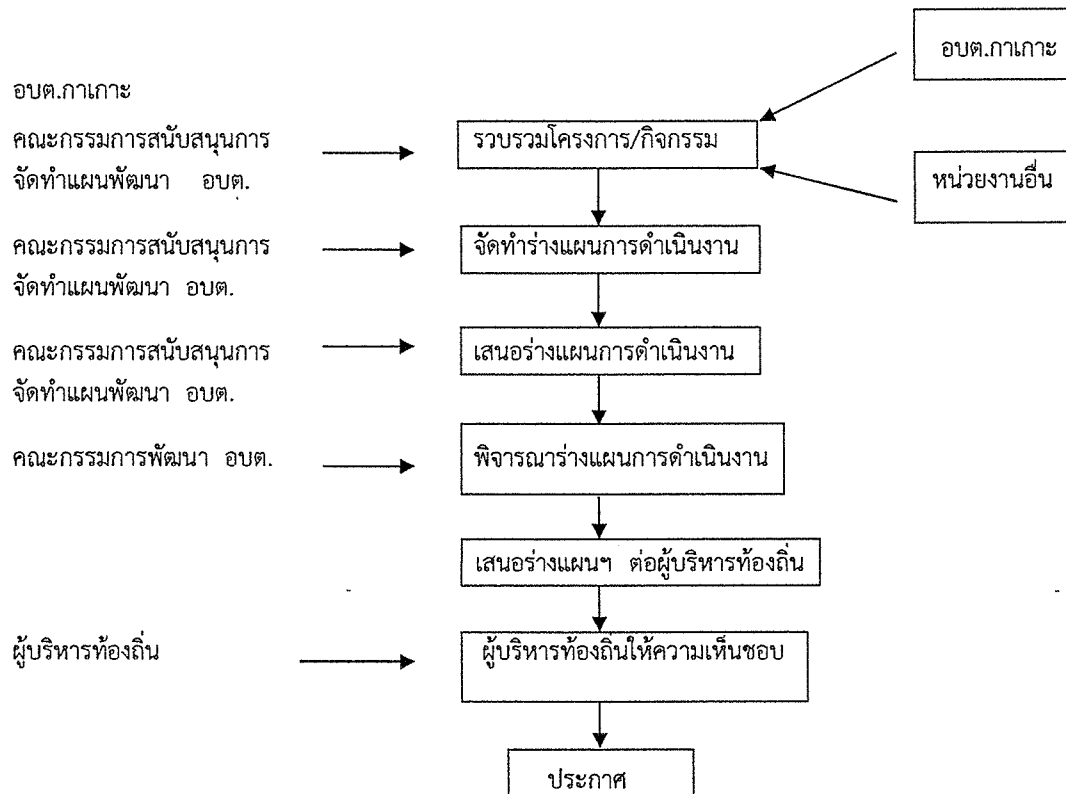 อบต.กาเกาะ
อบต.กาเกาะ
คณะกรรมการสนับสนุนการ
จัดทำแผนพัฒนา อบต.
รวบรวมโครงการ/กิจกรรม
หน่วยงานอื่น
คณะกรรมการสนับสนุนการ
จัดทำแผนพัฒนา อบต.
จัดทำร่างแผนการดำเนินงาน
คณะกรรมการสนับสนุนการ
จัดทำแผนพัฒนา อบต.
เสนอร่างแผนการดำเนินงาน
คณะกรรมการพัฒนา อบต.
พิจารณาร่างแผนการดำเนินงาน
เสนอร่างแผนฯ ต่อผู้บริหารท้องถิ่น
ผู้บริหารท้องถิ่น
ผู้บริหารท้องถิ่นให้ความเห็นชอบ
ประกาศ